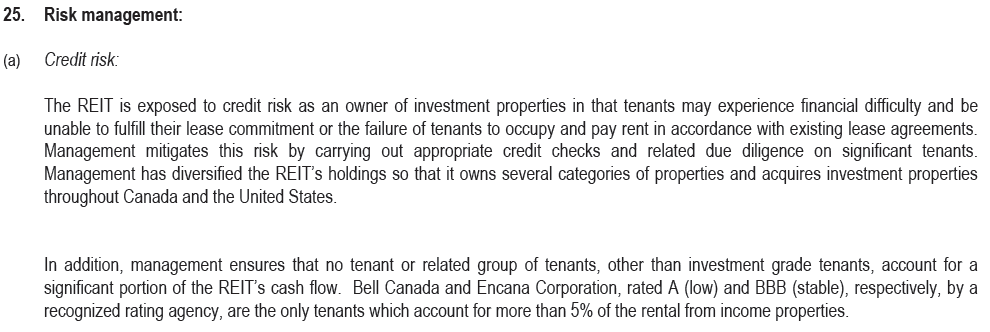 25. Risk management:
(a) Credit risk:
The REIT is exposed to credit risk as an owner of investment properties in that tenants may experience financial difficulty and be
unable to fulfill their lease commitment or the failure of tenants to occupy and pay rent in accordance with existing lease agreements.
Management mitigates this risk by carrying out appropriate credit checks and related due diligence on significant tenants.
Management has diversified the REIT's holdings so that it owns several categories of properties and acquires investment properties
throughout Canada and the United States.
In addition, management ensures that no tenant or related group of tenants, other than investment grade tenants, account for a
significant portion of the REIT's cash flow. Bell Canada and Encana Corporation, rated A (low) and BBB (stable), respectively, by a
recognized rating agency, are the only tenants which account for more than 5% of the rental from income properties.